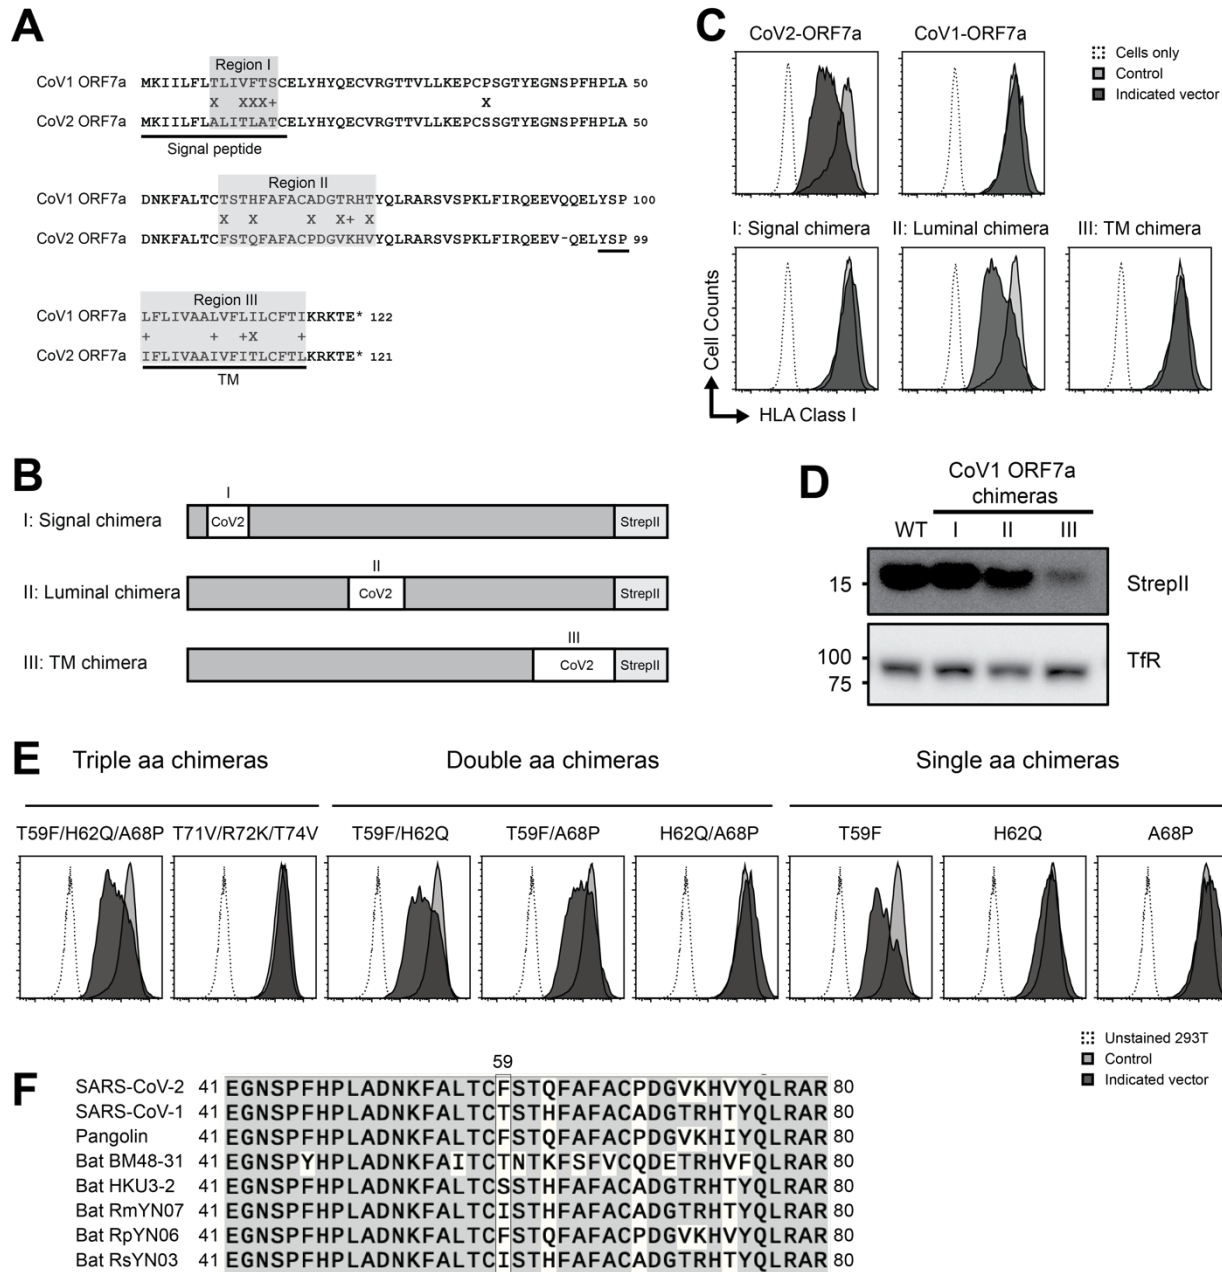 A
Region I
CoV1 ORF7a MKIILFLTLIVFTSCELYHYQECVRGTTVLLKEPCPSGTYEGNSPFHPLA 50
X XXX+ X
CoV2 ORF7a MKIILFLALITLATCELYHYQECVRGTTVLLKEPCSSGTYEGNSPFHPLA 50
Signal peptide
Region II
CoV1 ORF7a DNKFALTCTSTHFAFACADGTRHTYQLRARSVSPKLFIRQEEVQQELYSP 100
X X X X+ X
CoV2 ORF7a DNKFALTCFSTQFAFACPDGVKHVYQLRARSVSPKLFIRQEEV-QELYSP 99
Region III
CoV1 ORF7a LFLIVAALVFLILCFTIKRKTE* 122
+ + +X +
CoV2 ORF7a IFLIVAAIVFITLCFTLKRKTE* 121
TM
B
I
I: Signal chimera CoV2 StrepII
II
II: Luminal chimera CoV2 StrepII
III
III: TM chimera CoV2 StrepII
C
CoV2-ORF7a CoV1-ORF7a
Cells only
Control
Indicated vector
I: Signal chimera II: Luminal chimera III: TM chimera
Cell Counts
HLA Class I
D
CoV1 ORF7a
chimeras
WT I II III
15 StrepII
100 TfR
75
E
Triple aa chimeras Double aa chimeras Single aa chimeras
T59F/H62Q/A68P T71V/R72K/T74V T59F/H62Q T59F/A68P H62Q/A68P T59F H62Q A68P
Unstained 293T
Control
Indicated vector
F
59
SARS-CoV-2 41 EGNSPFHPLADNKFALTCFSTQFAFACPDGVKHVYQLRAR 80
SARS-CoV-1 41 EGNSPFHPLADNKFALTCTSTHFAFACADGTRHTYQLRAR 80
Pangolin 41 EGNSPFHPLADNKFALTCFSTQFAFACPDGVKHIYQLRAR 80
Bat BM48-31 41 EGNSPYHPLADNKFAITCTNTKFSFVCQDETRHVFQLRAR 80
Bat HKU3-2 41 EGNSPFHPLADNKFALTCSSTHFAFACADGTRHTYQLRAR 80
Bat RmYN07 41 EGNSPFHPLADNKFALTCISTHFAFACADGTRHTYQLRAR 80
Bat RpYN06 41 EGNSPFHPLADNKFALTCFSTQFAFACPDGVKHVYQLRAR 80
Bat RsYN03 41 EGNSPFHPLADNKFALTCISTHFAFACADGTRHTYQLRAR 80